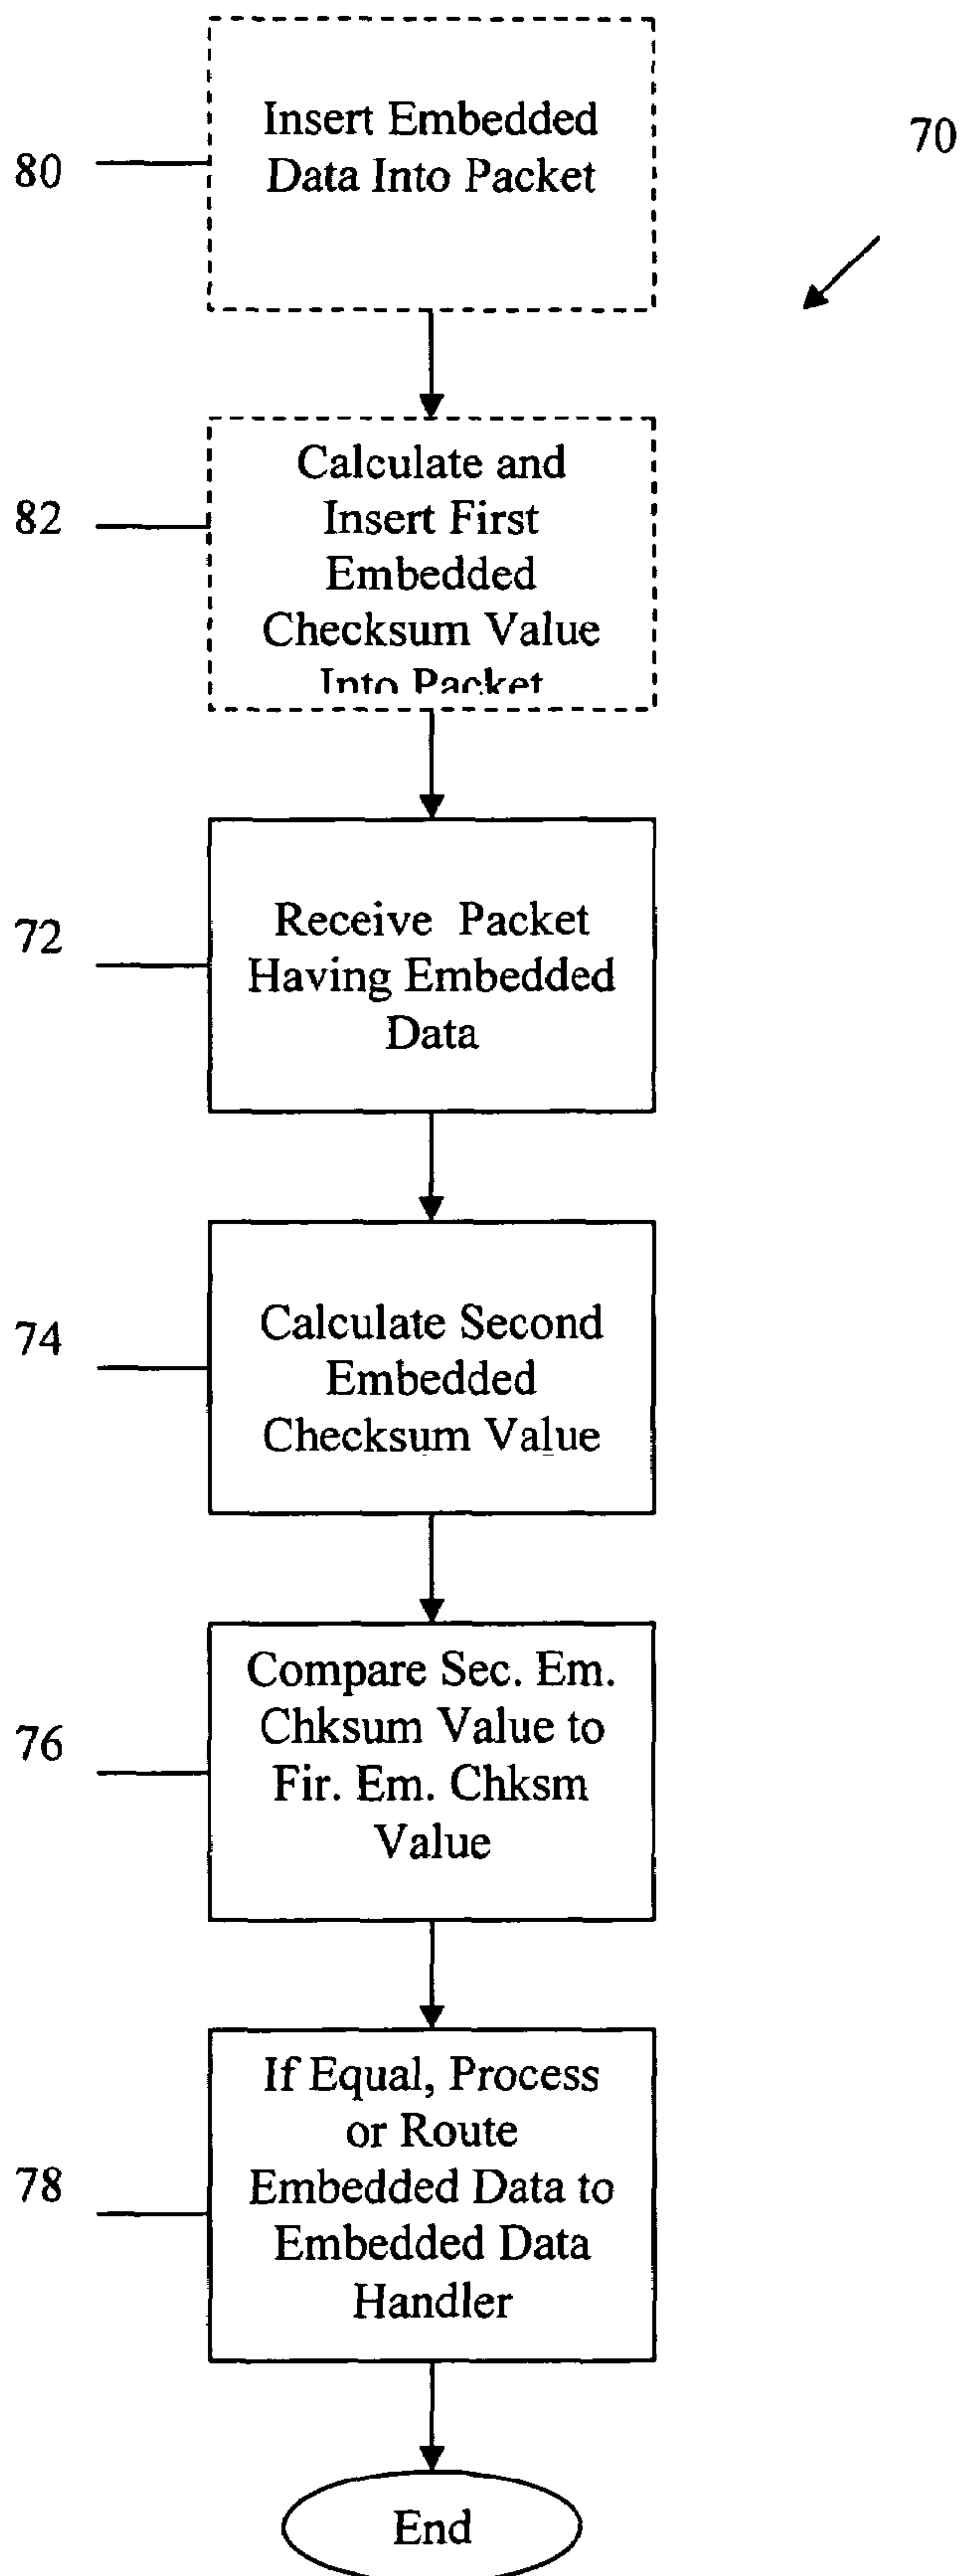 70
80
Insert Embedded
Data Into Packet
82
Calculate and
Insert First
Embedded
Checksum Value
Into Packet
72
Receive Packet
Having Embedded
Data
74
Calculate Second
Embedded
Checksum Value
76
Compare Sec. Em.
Chksum Value to
Fir. Em. Chksm
Value
78
If Equal, Process
or Route
Embedded Data to
Embedded Data
Handler
End